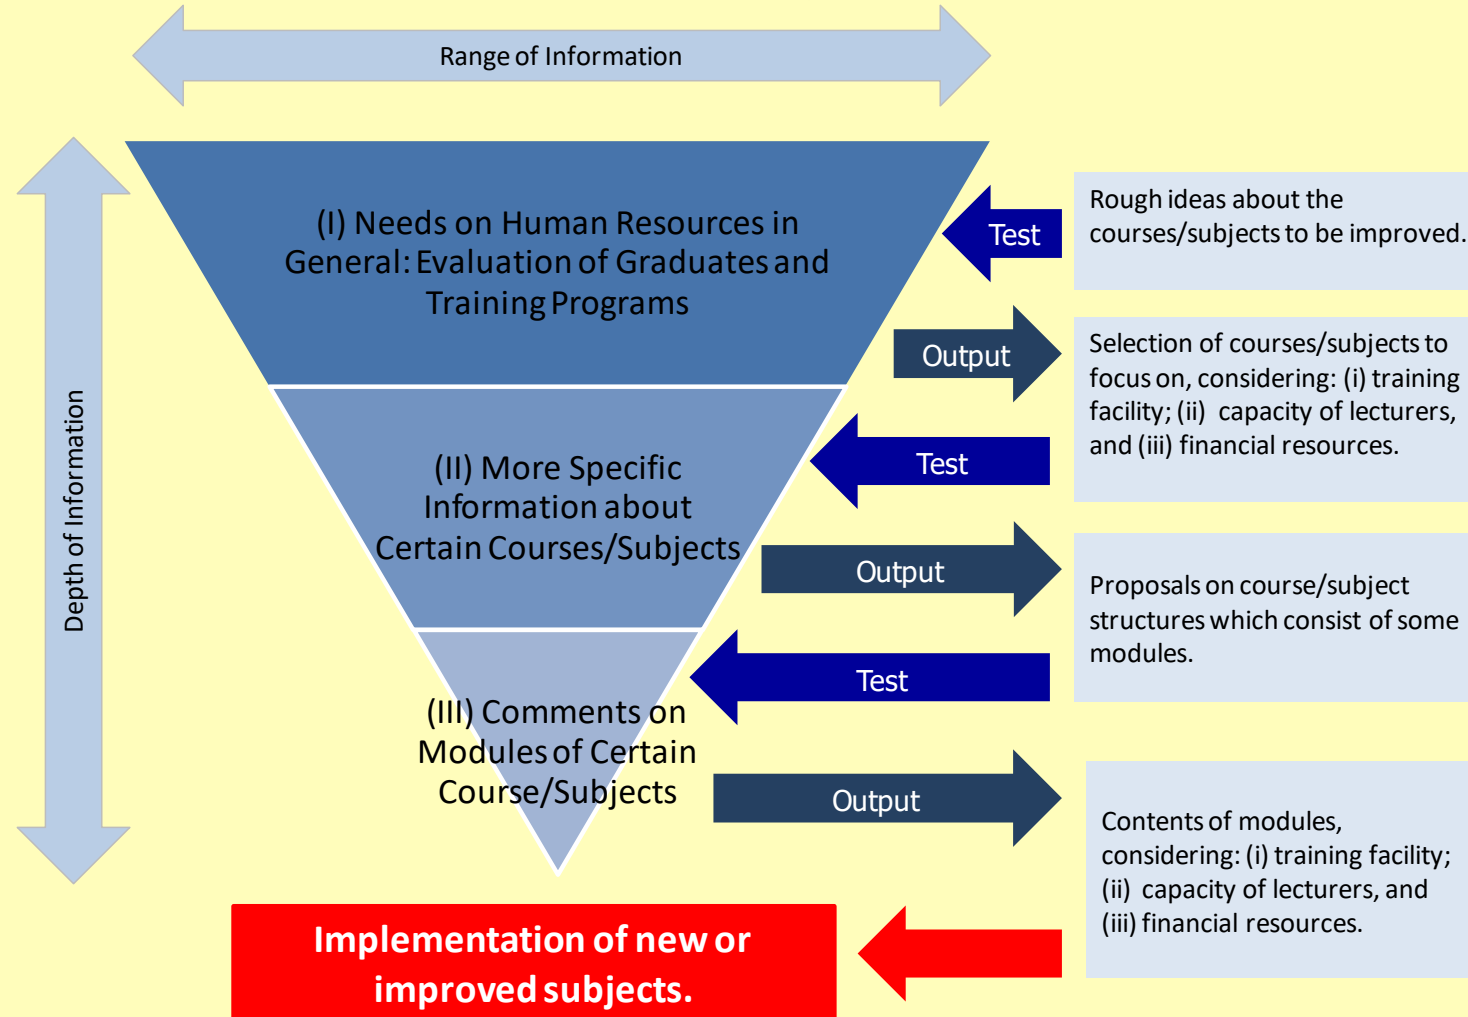 Range of Information
Depth of Information
(I) Needs on Human Resources in
General: Evaluation of Graduates and
Training Programs
Test
Rough ideas about the
courses/subjects to be improved.
Output
Selection of courses/subjects to
focus on, considering: (i) training
facility; (ii) capacity of lecturers,
and (iii) financial resources.
(II) More Specific
Information about
Certain Courses/Subjects
Test
Output
Proposals on course/subject
structures which consist of some
modules.
Test
(III) Comments on
Modules of Certain
Course/Subjects
Output
Contents of modules,
considering: (i) training facility;
(ii) capacity of lecturers, and
(iii) financial resources.
Implementation of new or
improved subjects.